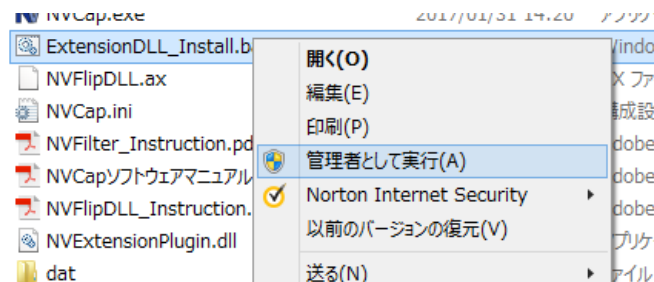 NVCap.exe 2017/01/31 14:20
ExtensionDLL_Install.ba
開く(O)
NVFlipDLL.ax
編集(E)
NVCap.ini
印刷(P)
NVFilter_Instruction.pd
管理者として実行(A)
NVCapソフトウェアマニュアル
Norton Internet Security
NVFlipDLL_Instruction.
以前のバージョンの復元(V)
NVExtensionPlugin.dll
dat
送る(N)